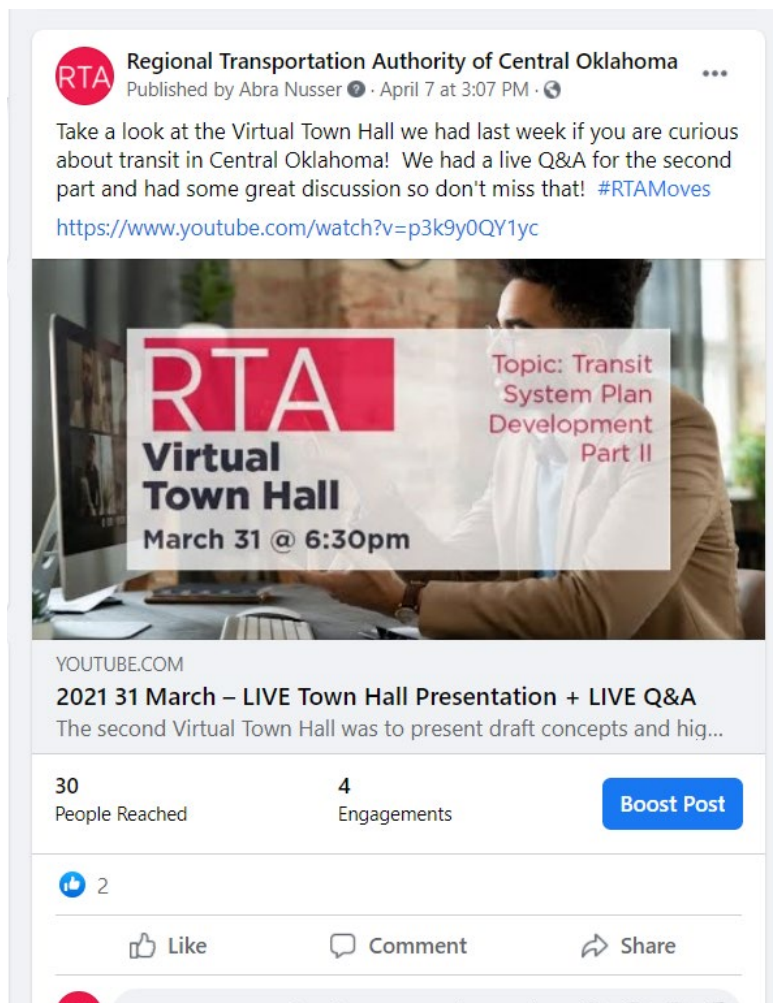 RTA
Regional Transportation Authority of Central Oklahoma
Published by Abra Nusser · April 7 at 3:07 PM ·
Take a look at the Virtual Town Hall we had last week if you are curious
about transit in Central Oklahoma! We had a live Q&A for the second
part and had some great discussion so don't miss that! #RTAMoves
https://www.youtube.com/watch?v=p3k9y0QY1yc
RTA
Virtual
Town Hall
March 31 @ 6:30pm
Topic: Transit
System Plan
Development
Part II
YOUTUBE.COM
2021 31 March – LIVE Town Hall Presentation + LIVE Q&A
The second Virtual Town Hall was to present draft concepts and hig...
30
People Reached
4
Engagements
Boost Post
2
Like
Comment
Share